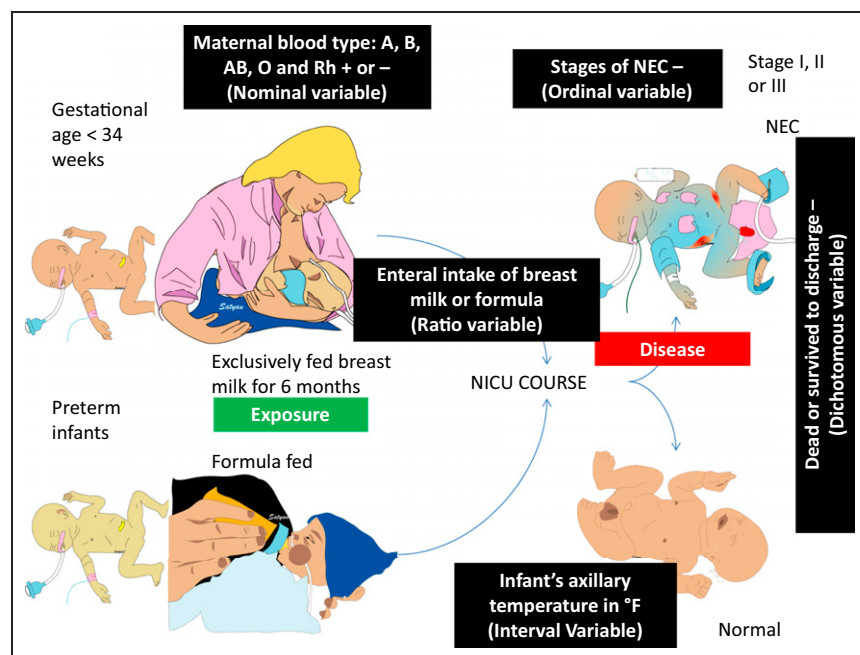 Maternal blood type: A, B,
AB, O and Rh + or –
(Nominal variable)
Stages of NEC –
(Ordinal variable)
Stage I, II
or III
Gestational
age < 34
weeks
NEC
Dead or survived to discharge –
(Dichotomous variable)
Satyan
Enteral intake of breast
milk or formula
(Ratio variable)
Disease
Exclusively fed breast
milk for 6 months
NICU COURSE
Exposure
Preterm
infants
Formula fed
Satyan
Infant’s axillary
temperature in °F
(Interval Variable)
Normal